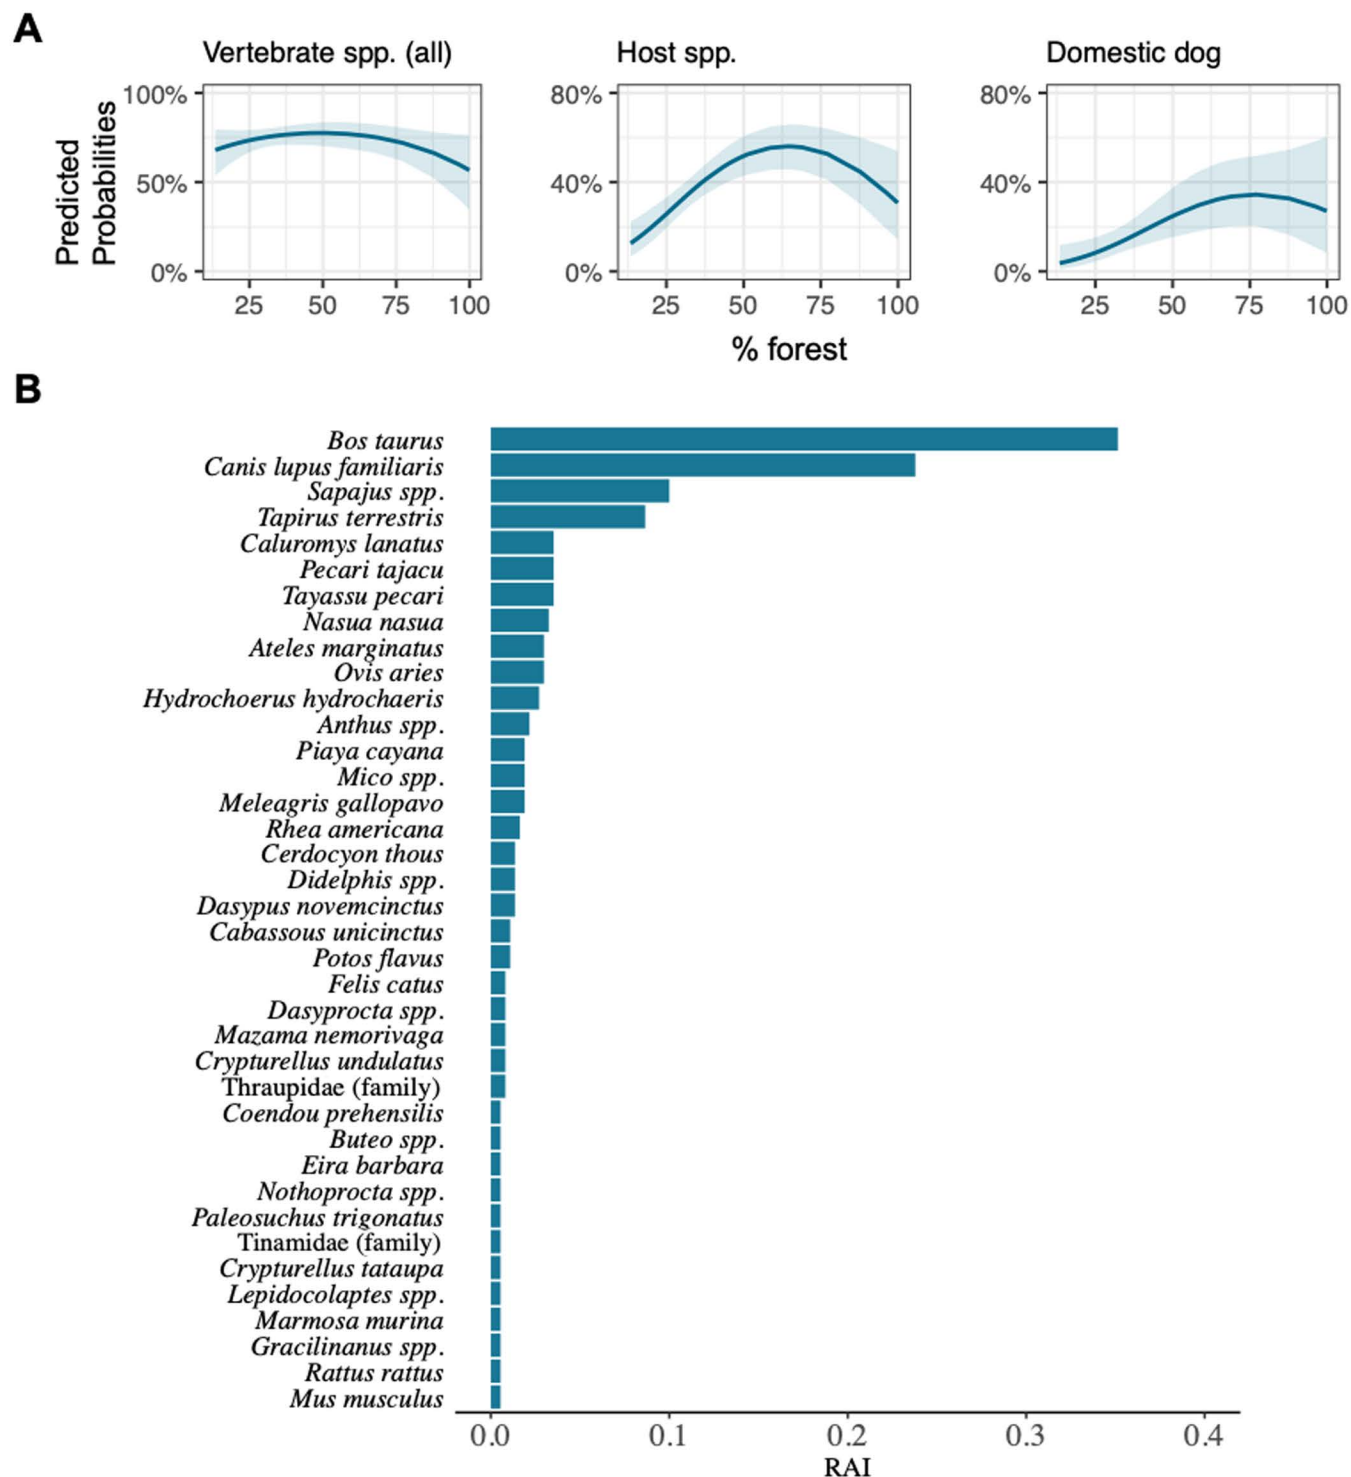 A
Vertebrate spp. (all)
Host spp.
Domestic dog
Predicted
Probabilities
100%
50%
0%
25 50 75 100
80%
40%
0%
25 50 75 100
80%
40%
0%
25 50 75 100
% forest
B
Bos taurus
Canis lupus familiaris
Sapajus spp.
Tapirus terrestris
Caluromys lanatus
Pecari tajacu
Tayassu pecari
Nasua nasua
Ateles marginatus
Ovis aries
Hydrochoerus hydrochaeris
Anthus spp.
Piaya cayana
Mico spp.
Meleagris gallopavo
Rhea americana
Cerdocyon thous
Didelphis spp.
Dasypus novemcinctus
Cabassous unicinctus
Potos flavus
Felis catus
Dasyprocta spp.
Mazama nemorivaga
Crypturellus undulatus
Thraupidae (family)
Coendou prehensilis
Buteo spp.
Eira barbara
Nothoprocta spp.
Paleosuchus trigonatus
Tinamidae (family)
Crypturellus tataupa
Lepidocolaptes spp.
Marmosa murina
Gracilinanus spp.
Rattus rattus
Mus musculus
0.0 0.1 0.2 0.3 0.4
RAI